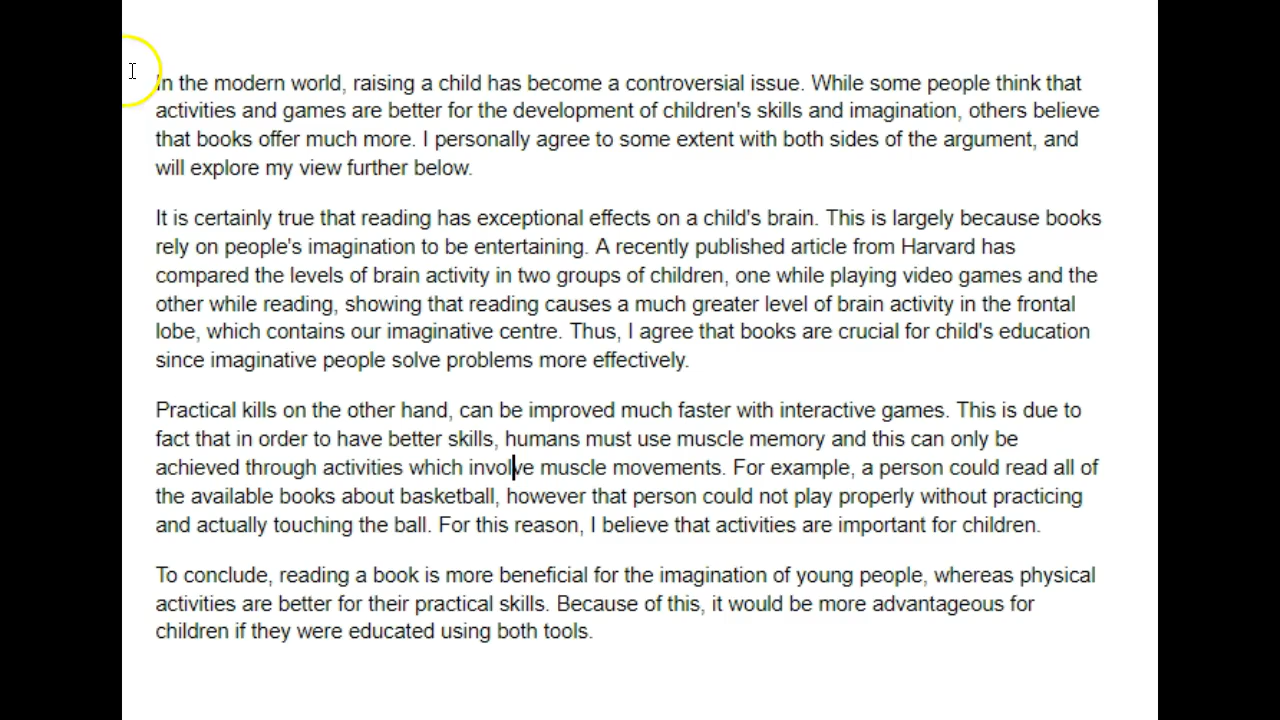 In the modern world, raising a child has become a controversial issue. While some people think that
activities and games are better for the development of children's skills and imagination, others believe
that books offer much more. I personally agree to some extent with both sides of the argument, and
will explore my view further below.
It is certainly true that reading has exceptional effects on a child's brain. This is largely because books
rely on people's imagination to be entertaining. A recently published article from Harvard has
compared the levels of brain activity in two groups of children, one while playing video games and the
other while reading, showing that reading causes a much greater level of brain activity in the frontal
lobe, which contains our imaginative centre. Thus, I agree that books are crucial for child's education
since imaginative people solve problems more effectively.
Practical kills on the other hand, can be improved much faster with interactive games. This is due to
fact that in order to have better skills, humans must use muscle memory and this can only be
achieved through activities which involve muscle movements. For example, a person could read all of
the available books about basketball, however that person could not play properly without practicing
and actually touching the ball. For this reason, I believe that activities are important for children.
To conclude, reading a book is more beneficial for the imagination of young people, whereas physical
activities are better for their practical skills. Because of this, it would be more advantageous for
children if they were educated using both tools.